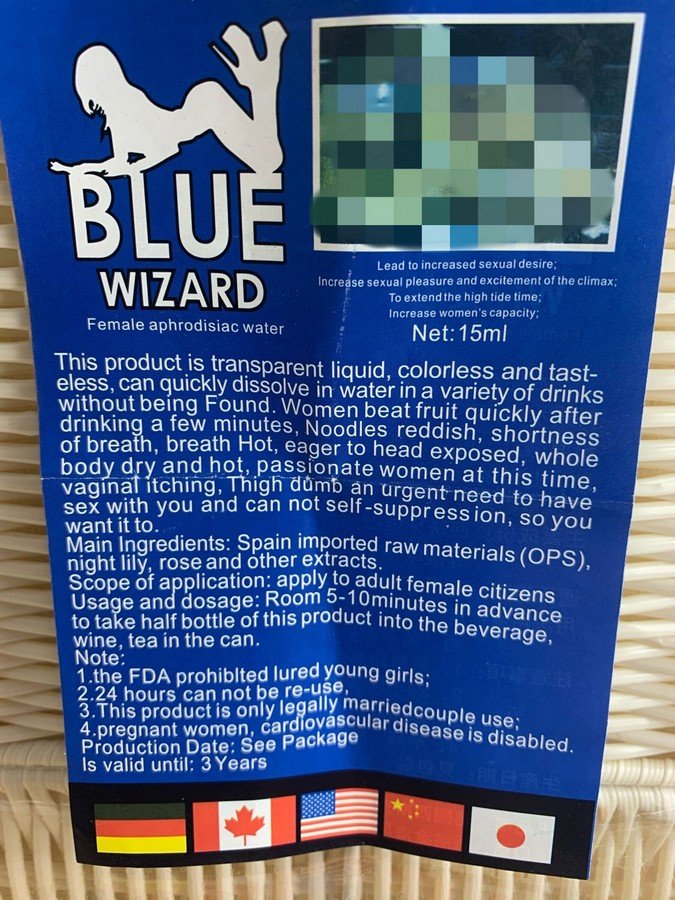 BLUE
WIZARD
Female aphrodisiac water
Lead to increased sexual desire;
Increase sexual pleasure and excitement of the climax;
To extend the high tide time;
Increase women's capacity;
Net:15ml
This product is transparent liquid, colorless and tast-
eless, can quickly dissolve in water in a variety of drinks
without being Found. Women beat fruit quickly after
drinking a few minutes, Noodles reddish, shortness
of breath, breath Hot, eager to head exposed, whole
body dry and hot, passionate women at this time,
vaginal itching, Thigh dumb an urgent need to have
sex with you and can not self-suppression, so you
want it to.
Main Ingredients: Spain imported raw materials (OPS),
night lily, rose and other extracts.
Scope of application: apply to adult female citizens
Usage and dosage: Room 5-10minutes in advance
to take half bottle of this product into the beverage,
wine, tea in the can.
Note:
1.the FDA prohiblted lured young girls;
2.24 hours can not be re-use,
3.This product is only legally marriedcouple use;
4.pregnant women, cardiovascular disease is disabled.
Production Date: See Package
Is valid until: 3Years